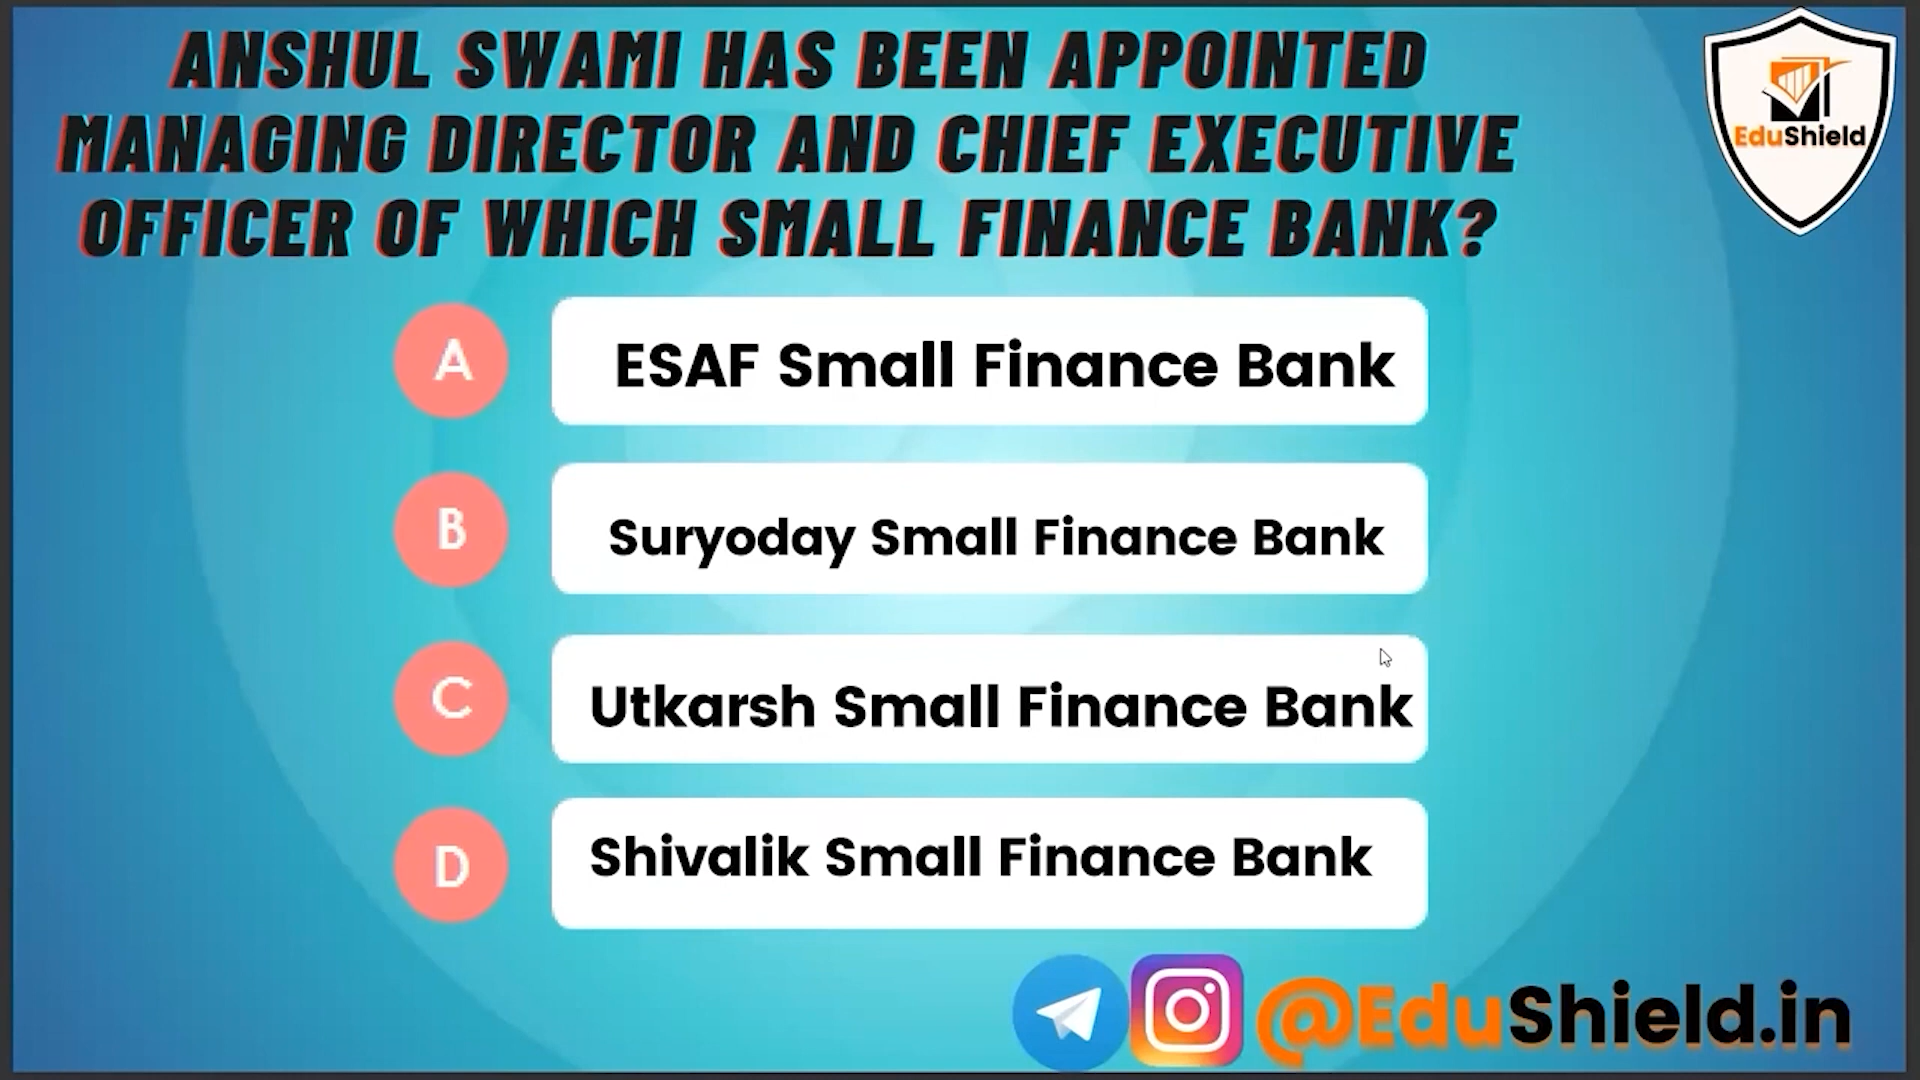 ANSHUL SWAMI HAS BEEN APPOINTED
MANAGING DIRECTOR AND CHIEF EXECUTIVE
OFFICER OF WHICH SMALL FINANCE BANK?
EduShield
A ESAF Small Finance Bank
B Suryoday Small Finance Bank
C Utkarsh Small Finance Bank
D Shivalik Small Finance Bank
@EduShield.in